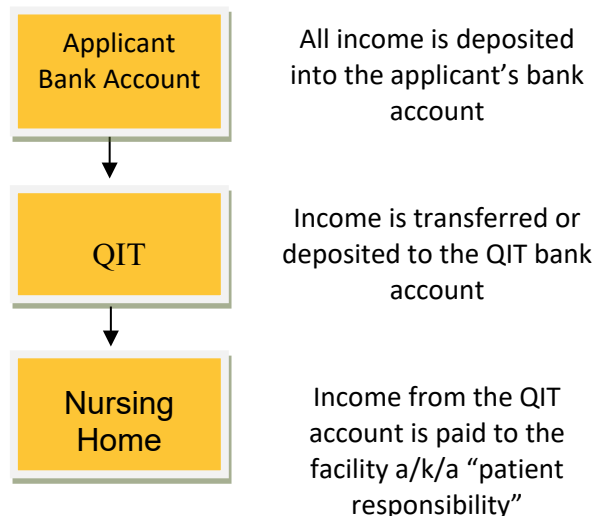 Applicant
Bank Account
All income is deposited
into the applicant’s bank
account
QIT
Income is transferred or
deposited to the QIT bank
account
Nursing
Home
Income from the QIT
account is paid to the
facility a/k/a “patient
responsibility”